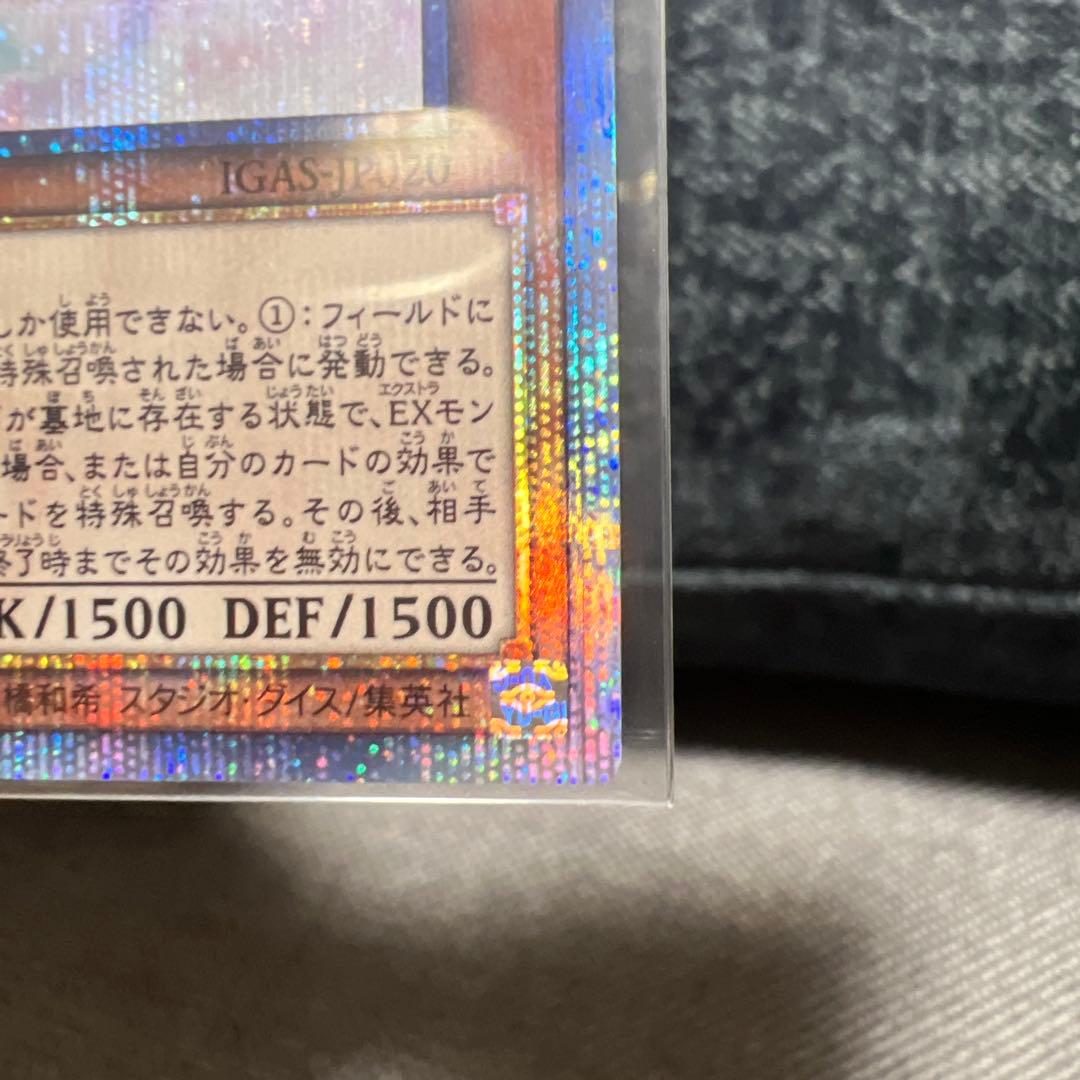 IGAS-JP020
しか使用できない。①：フィールドに
特殊召喚された場合に発動できる。
が墓地に存在する状態で、EXモン
場合、または自分のカードの効果で
ードを特殊召喚する。その後、相手
終了時までその効果を無効にできる。
K/1500 DEF/1500
橋和希 スタジオ・ダイス/集英社